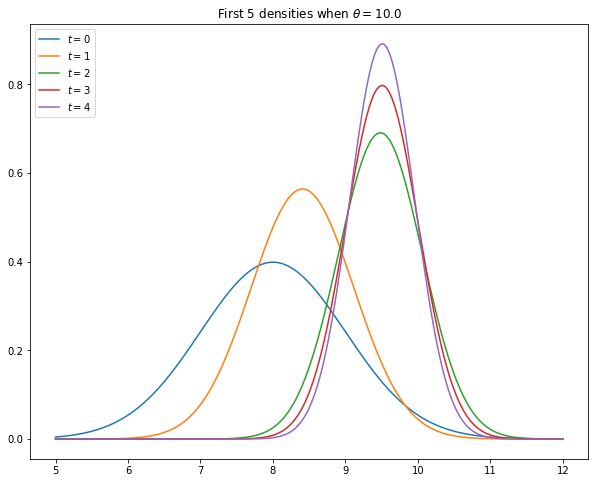 First 5 densities when θ = 10.0
t = 0
t = 1
t = 2
t = 3
t = 4
0.8
0.6
0.4
0.2
0.0
5 6 7 8 9 10 11 12